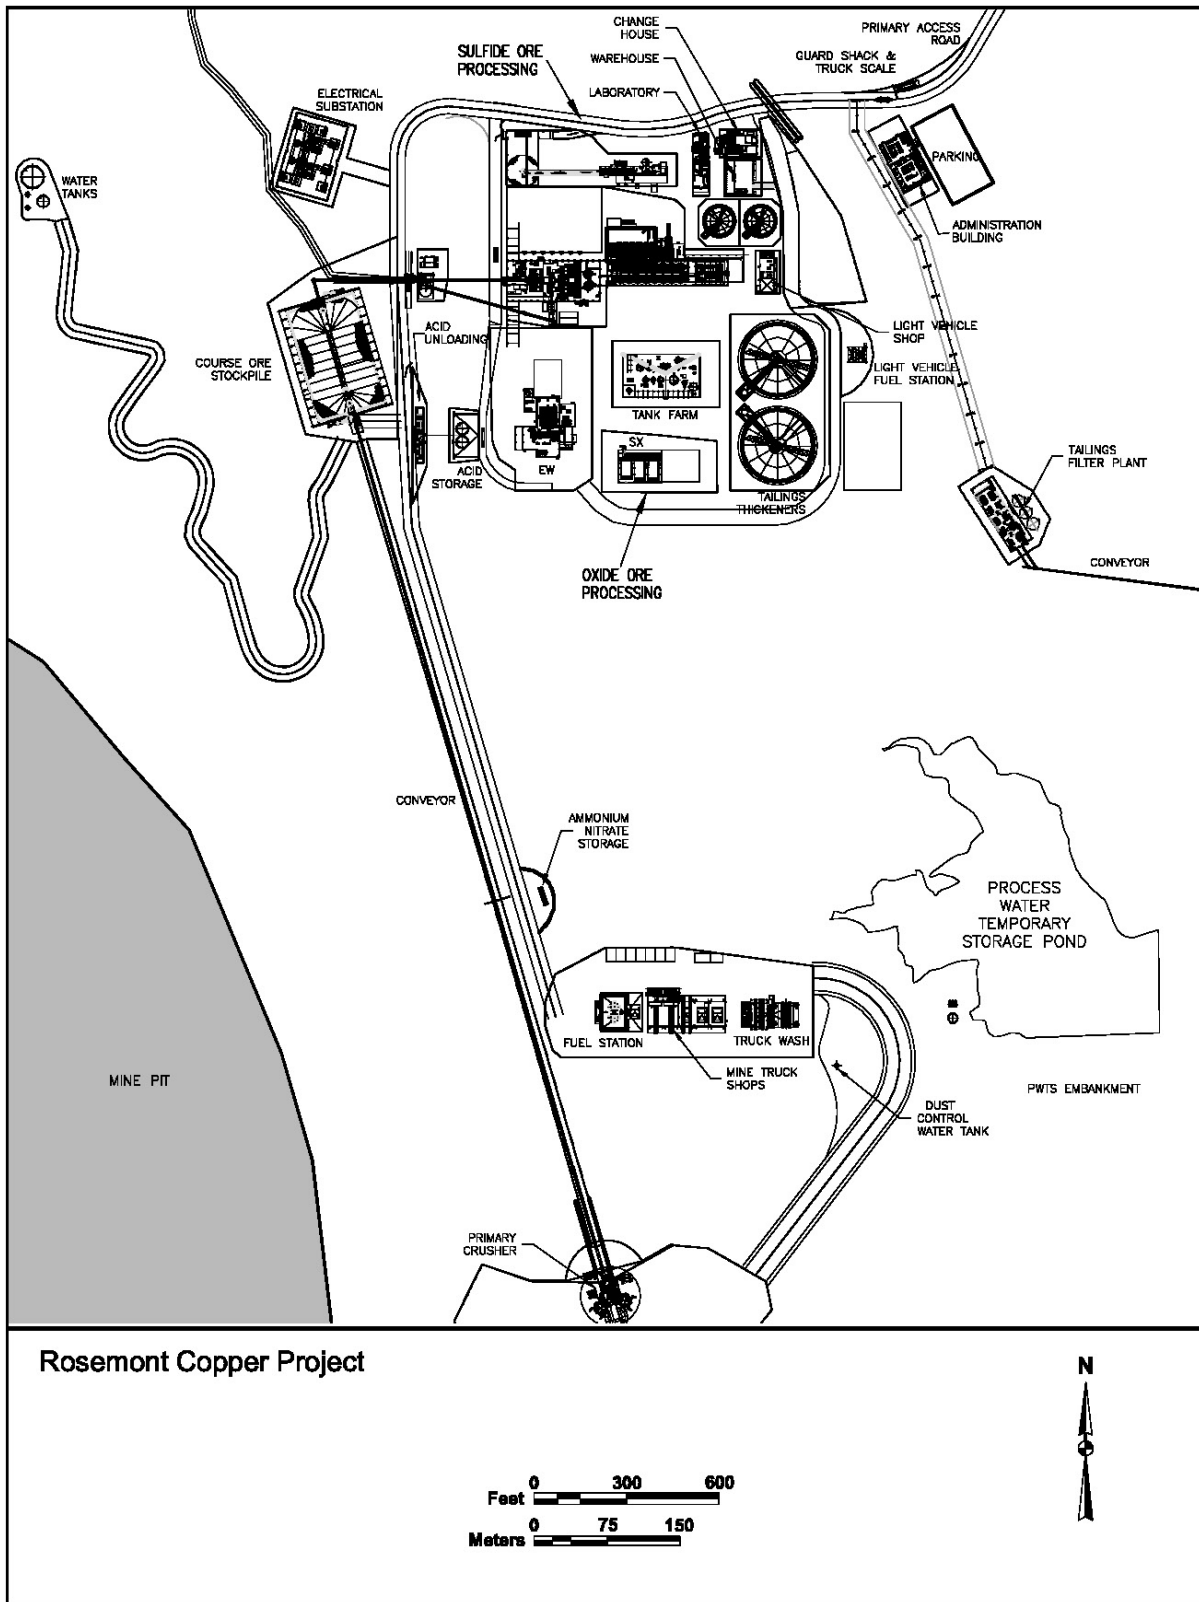 CHANGE
HOUSE
PRIMARY ACCESS
ROAD
SULFIDE ORE
PROCESSING
WAREHOUSE
GUARD SHACK &
TRUCK SCALE
LABORATORY
ELECTRICAL
SUBSTATION
PARKING
WATER
TANKS
ADMINISTRATION
BUILDING
ACID
UNLOADING
LIGHT VEHICLE
SHOP
COURSE ORE
STOCKPILE
LIGHT VEHICLE
FUEL STATION
TANK FARM
SX
EW
ACID
STORAGE
TAILINGS
FILTER PLANT
TAILINGS
THICKENERS
CONVEYOR
OXIDE ORE
PROCESSING
CONVEYOR
AMMONIUM
NITRATE
STORAGE
PROCESS
WATER
TEMPORARY
STORAGE POND
FUEL STATION
TRUCK WASH
MINE TRUCK
SHOPS
MINE PIT
PWTS EMBANKMENT
DUST
CONTROL
WATER TANK
PRIMARY
CRUSHER
Rosemont Copper Project
N
0 300 600
Feet
0 75 150
Meters